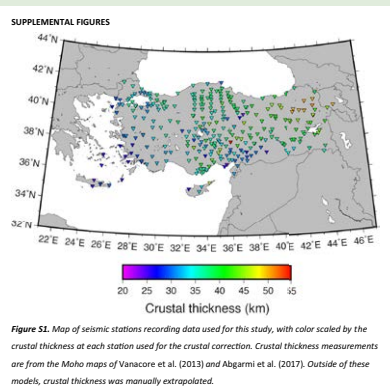 SUPPLEMENTAL FIGURES
44°N
42°N
40°N
38°N
36°N
34°N
32°N
22°E 24°E 26°E 28°E 30°E 32°E 34°E 36°E 38°E 40°E 42°E 44°E 46°E
20 25 30 35 40 45 50 55
Crustal thickness (km)
Figure S1. Map of seismic stations recording data used for this study, with color scaled by the
crustal thickness at each station used for the crustal correction. Crustal thickness measurements
are from the Moho maps of Vanacore et al. (2013) and Abgarmi et al. (2017). Outside of these
models, crustal thickness was manually extrapolated.